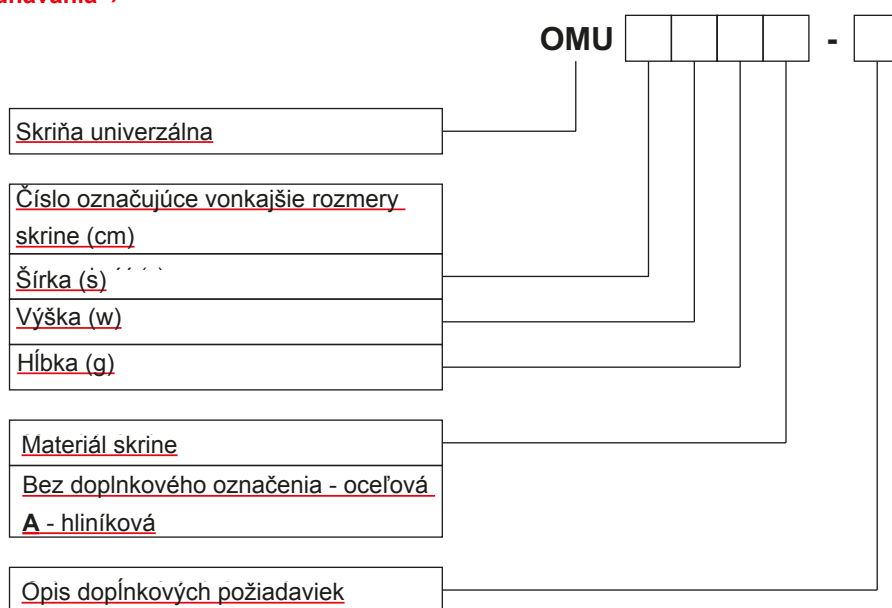 OMU -
Skriňa univerzálna
Číslo označujúce vonkajšie rozmery
skrine (cm)
Šírka (s)
Výška (w)
Hĺbka (g)
Materiál skrine
Bez doplnkového označenia - oceľová
A - hliníková
Opis dopĺnkových požiadaviek